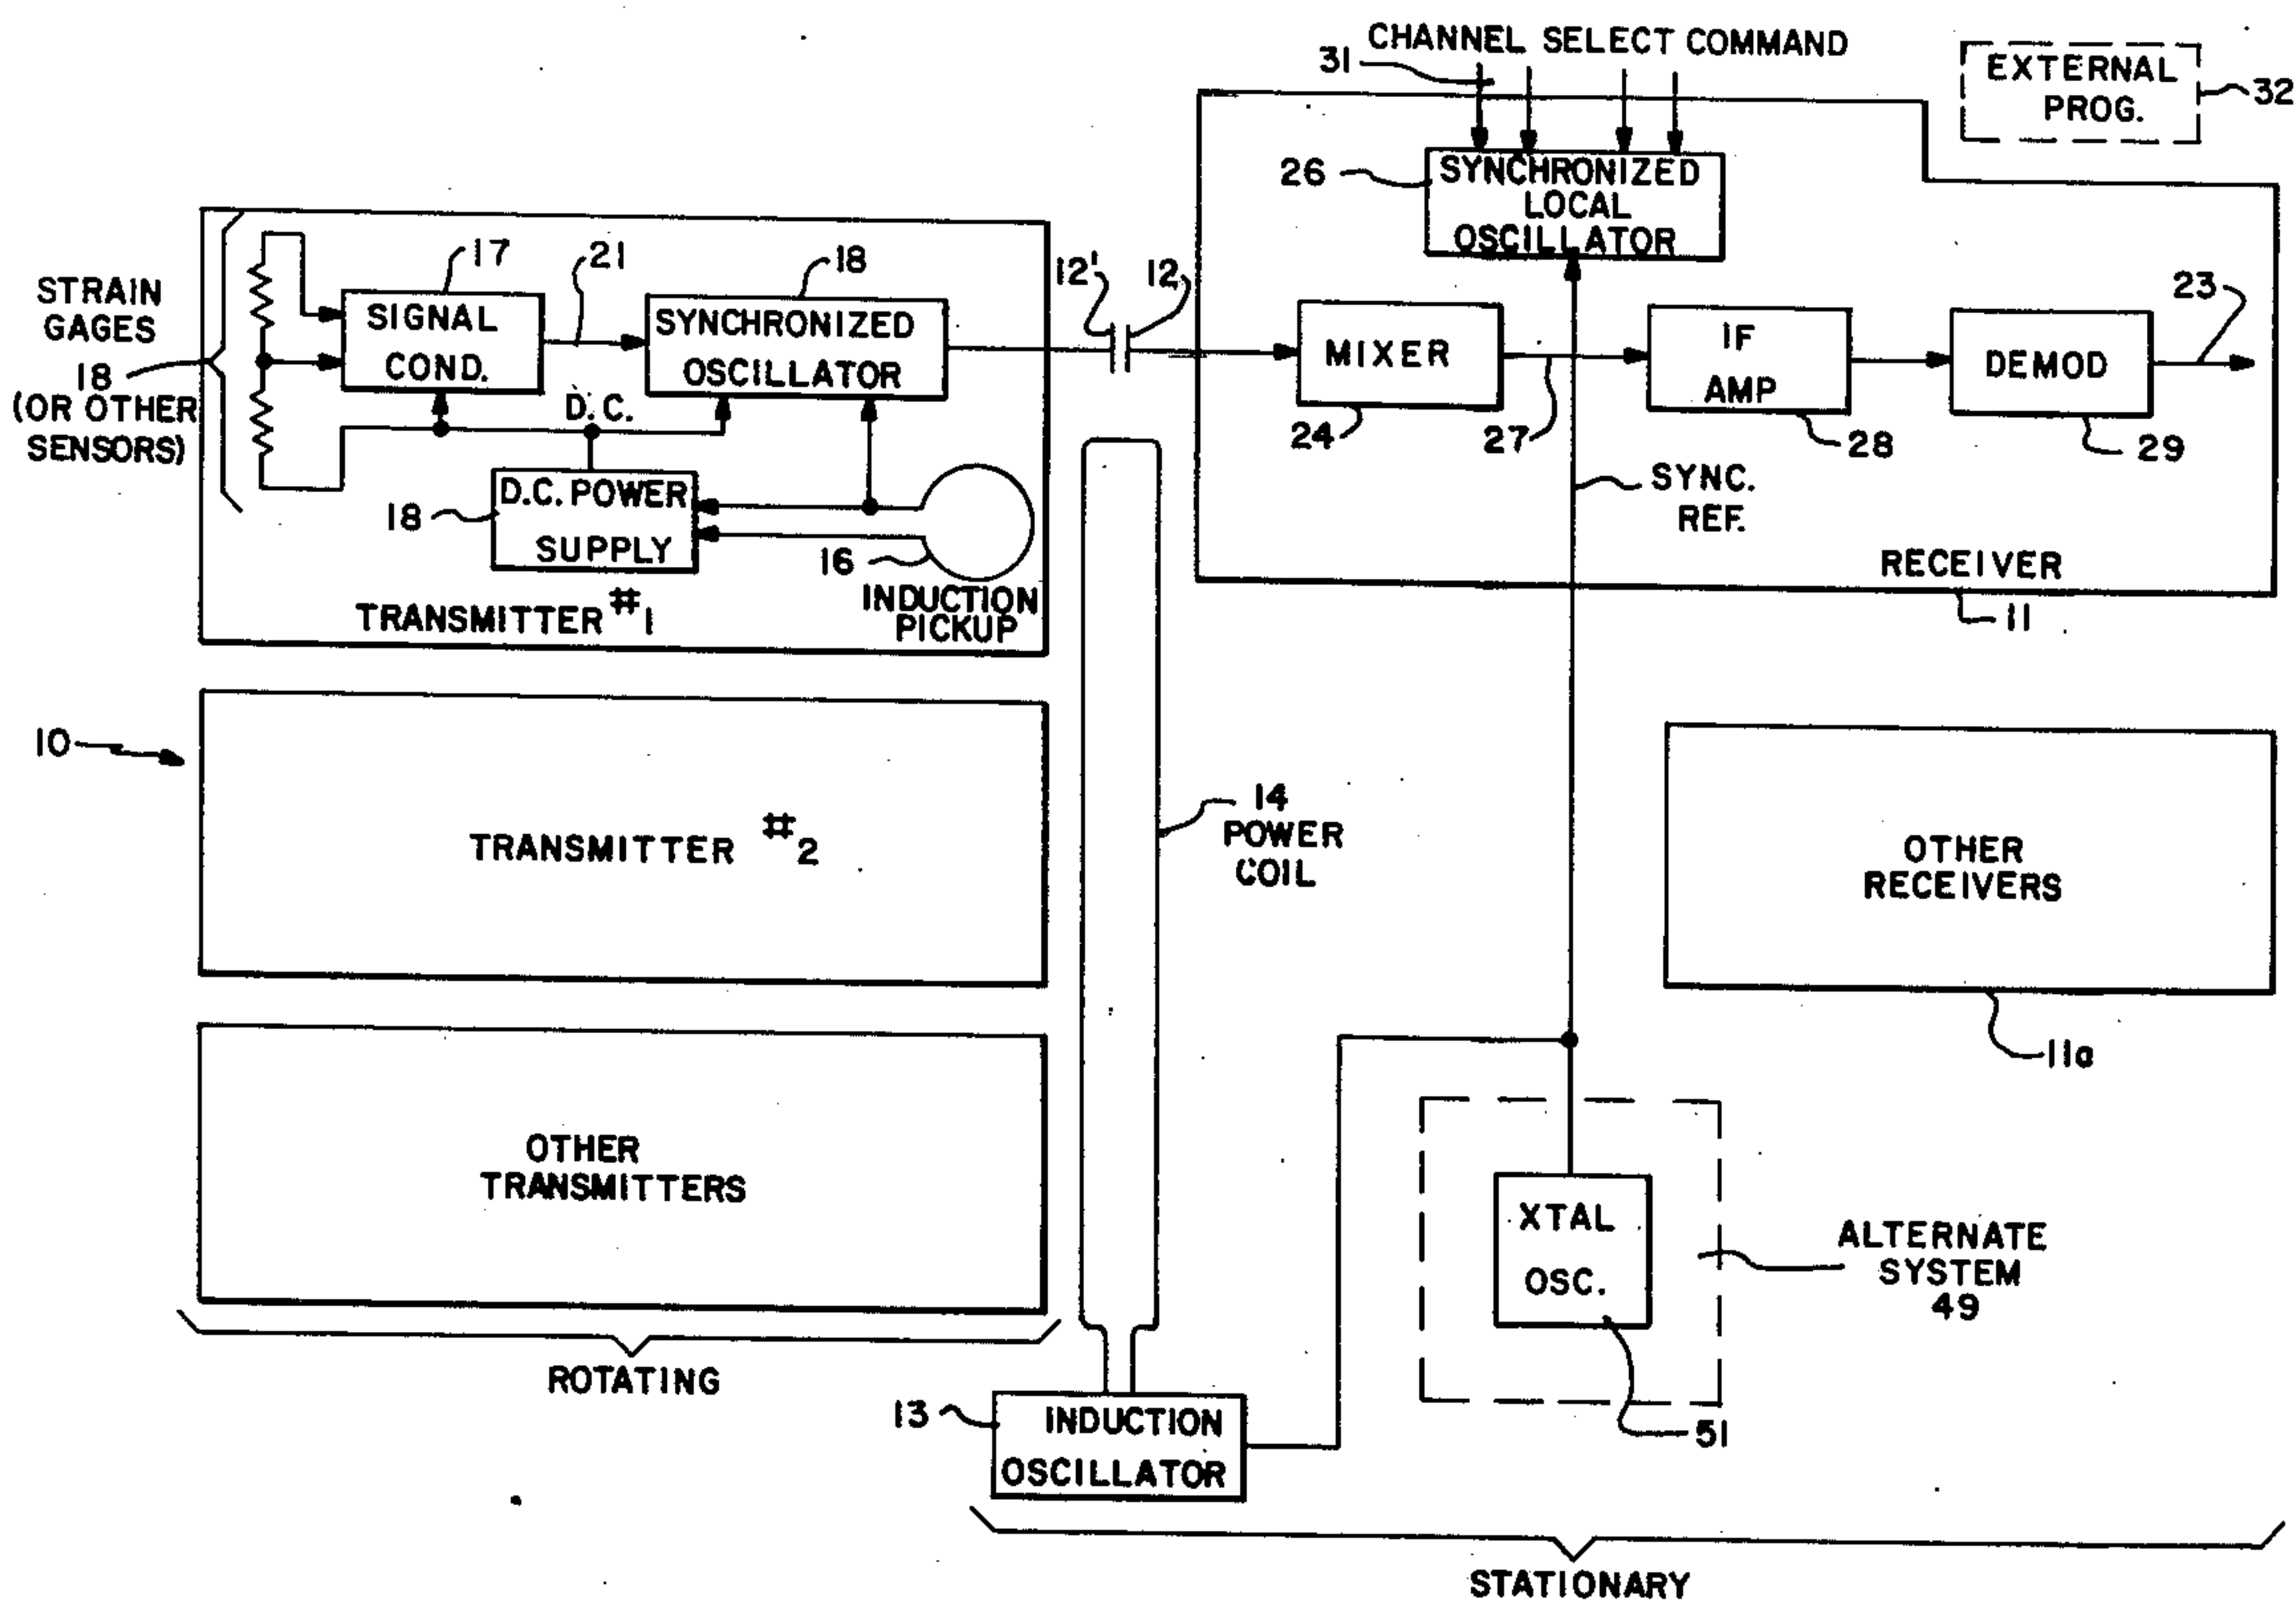 CHANNEL SELECT COMMAND
31
EXTERNAL
PROG.
32
26
SYNCHRONIZED
LOCAL
OSCILLATOR
STRAIN
GAGES
18
(OR OTHER
SENSORS)
17
21
18
12'
12
SIGNAL
COND.
SYNCHRONIZED
OSCILLATOR
D.C.
D.C. POWER
SUPPLY
18
16
INDUCTION
PICKUP
TRANSMITTER #1
MIXER
24
27
IF
AMP
28
DEMOD
29
23
SYNC.
REF.
RECEIVER
11
10
TRANSMITTER #2
14
POWER
COIL
OTHER
RECEIVERS
11a
OTHER
TRANSMITTERS
XTAL
OSC.
51
ALTERNATE
SYSTEM
49
ROTATING
13
INDUCTION
OSCILLATOR
STATIONARY